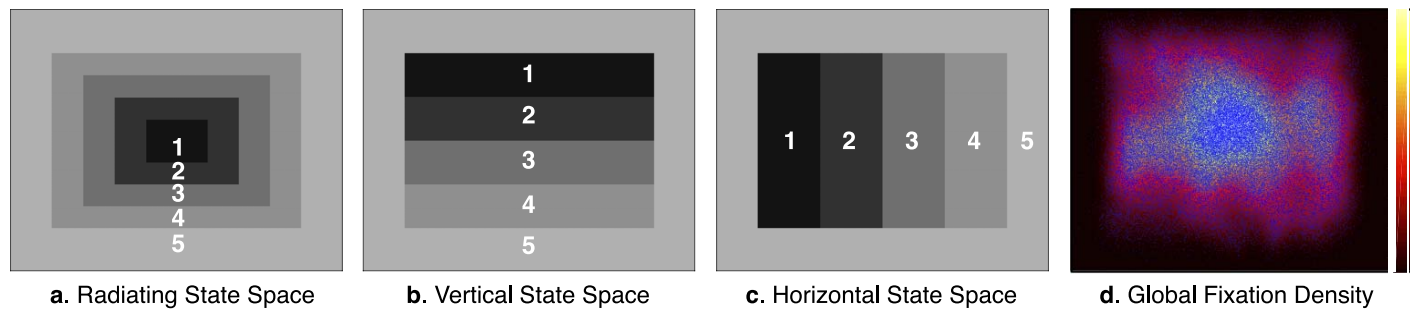 1
2
3
4
5
1
2
3
4
5
1 2 3 4 5
a. Radiating State Space
b. Vertical State Space
c. Horizontal State Space
d. Global Fixation Density